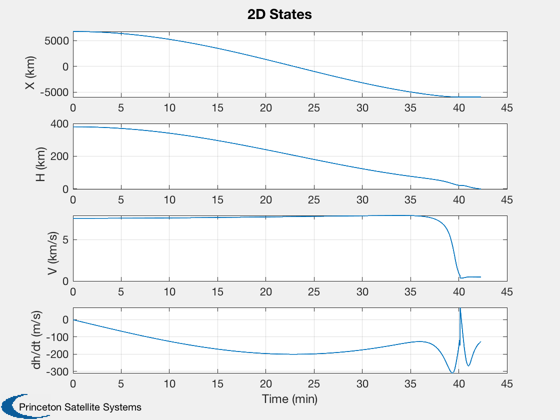 2D States
X (km)
5000
0
-5000
0 5 10 15 20 25 30 35 40 45
H (km)
400
200
0
0 5 10 15 20 25 30 35 40 45
V (km/s)
5
0
0 5 10 15 20 25 30 35 40 45
dh/dt (m/s)
0
-100
-200
-300
0 5 10 15 20 25 30 35 40 45
Time (min)
Princeton Satellite Systems